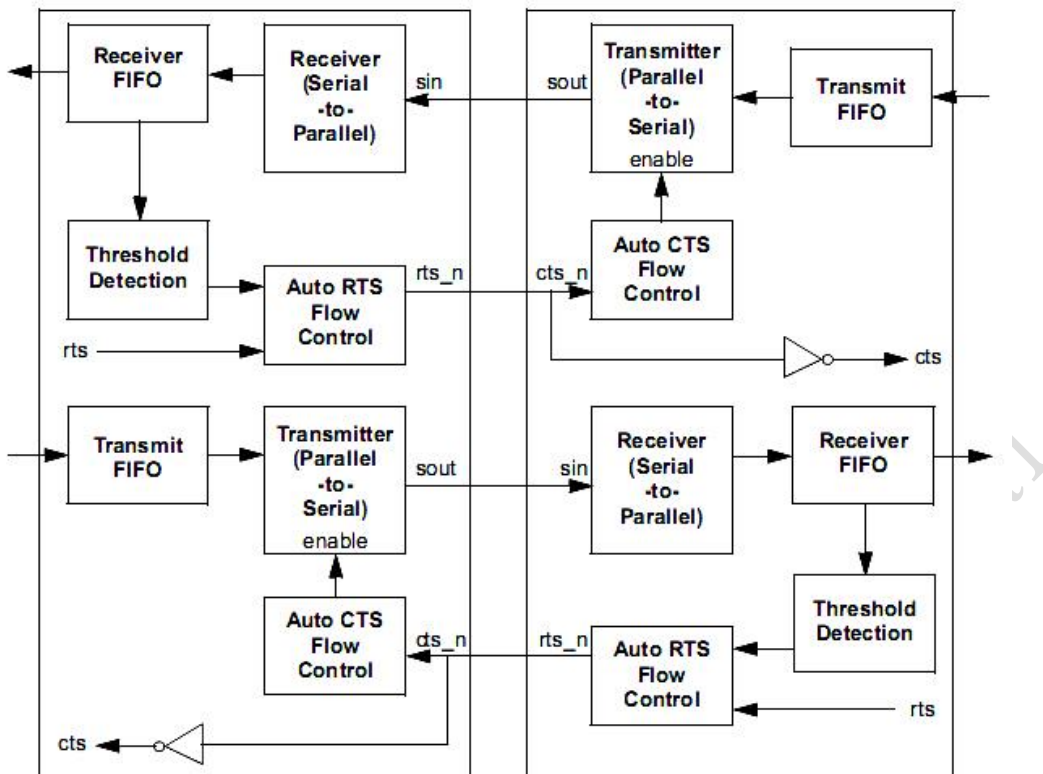 Receiver
FIFO
Receiver
(Serial
-to-
Parallel)
sin
sout
Transmitter
(Parallel
-to-
Serial)
enable
Transmit
FIFO
Threshold
Detection
Auto RTS
Flow
Control
rts_n
cts_n
Auto CTS
Flow
Control
rts
cts
Transmit
FIFO
Transmitter
(Parallel
-to-
Serial)
enable
sout
sin
Receiver
(Serial
-to-
Parallel)
Receiver
FIFO
Auto CTS
Flow
Control
cts_n
rts_n
Auto RTS
Flow
Control
Threshold
Detection
rts
cts